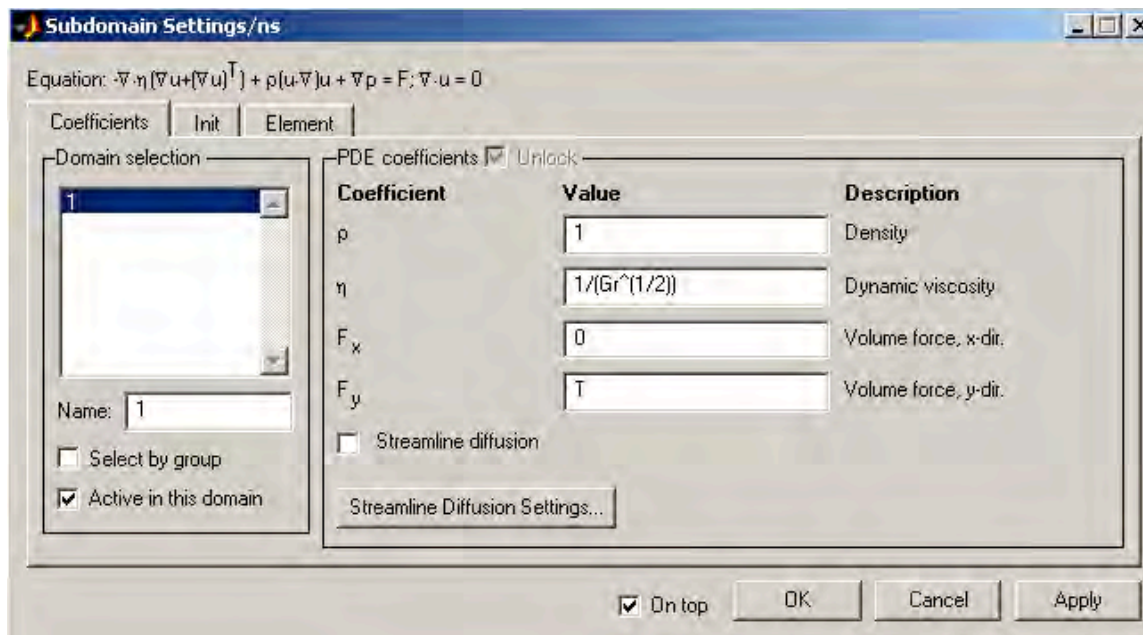 Subdomain Settings/ns
Equation: -∇·η(∇u+(∇u)^T) + ρ(u·∇)u + ∇p = F; ∇·u = 0
Coefficients Init Element
Domain selection
1
Name: 1
Select by group
Active in this domain
PDE coefficients Unlock
Coefficient Value Description
ρ 1 Density
η 1/(Gr^(1/2)) Dynamic viscosity
F_x 0 Volume force, x-dir.
F_y T Volume force, y-dir.
Streamline diffusion
Streamline Diffusion Settings...
On top OK Cancel Apply